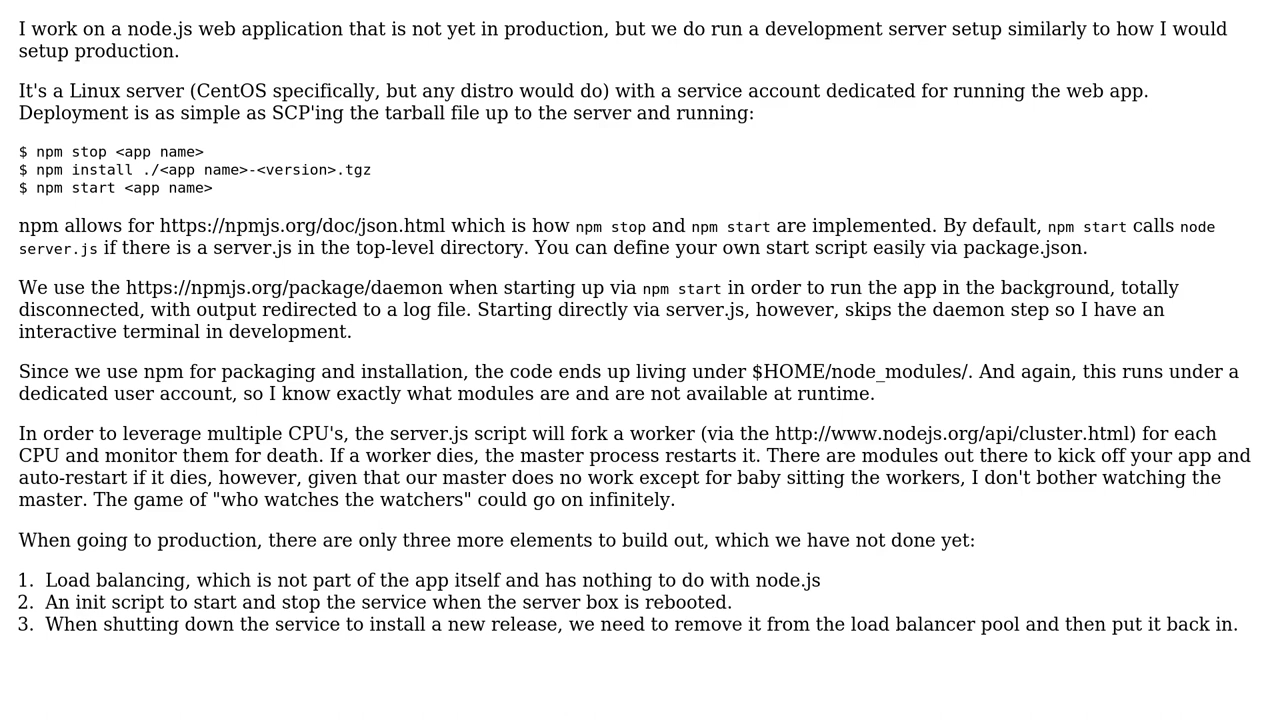 I work on a node.js web application that is not yet in production, but we do run a development server setup similarly to how I would
setup production.
It's a Linux server (CentOS specifically, but any distro would do) with a service account dedicated for running the web app.
Deployment is as simple as SCP'ing the tarball file up to the server and running:
$ npm stop <app name>
$ npm install ./<app name>-<version>.tgz
$ npm start <app name>
npm allows for https://npmjs.org/doc/json.html which is how npm stop and npm start are implemented. By default, npm start calls node
server.js if there is a server.js in the top-level directory. You can define your own start script easily via package.json.
We use the https://npmjs.org/package/daemon when starting up via npm start in order to run the app in the background, totally
disconnected, with output redirected to a log file. Starting directly via server.js, however, skips the daemon step so I have an
interactive terminal in development.
Since we use npm for packaging and installation, the code ends up living under $HOME/node_modules/. And again, this runs under a
dedicated user account, so I know exactly what modules are and are not available at runtime.
In order to leverage multiple CPU's, the server.js script will fork a worker (via the http://www.nodejs.org/api/cluster.html) for each
CPU and monitor them for death. If a worker dies, the master process restarts it. There are modules out there to kick off your app and
auto-restart if it dies, however, given that our master does no work except for baby sitting the workers, I don't bother watching the
master. The game of "who watches the watchers" could go on infinitely.
When going to production, there are only three more elements to build out, which we have not done yet:
1. Load balancing, which is not part of the app itself and has nothing to do with node.js
2. An init script to start and stop the service when the server box is rebooted.
3. When shutting down the service to install a new release, we need to remove it from the load balancer pool and then put it back in.